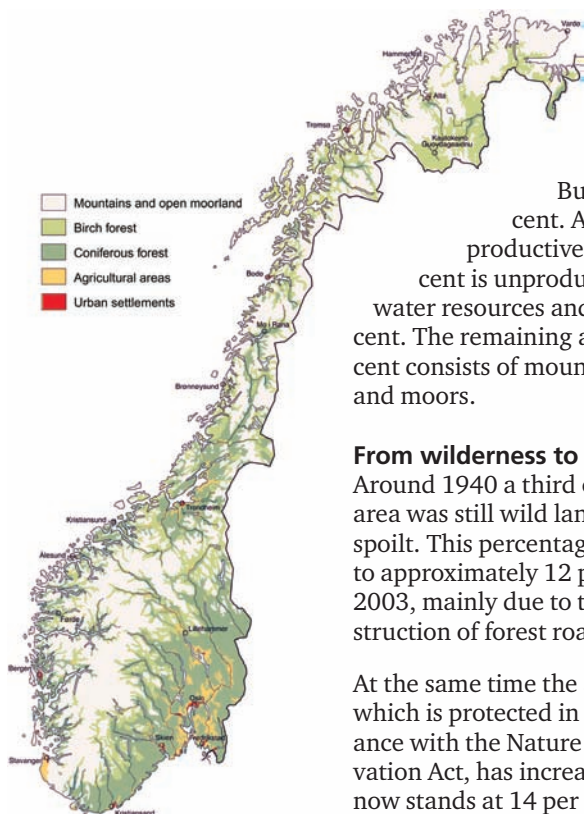 Vardø
Hammerfest
Alta
Tromsø
Kautokeino
Mountains and open moorland
Birch forest
Coniferous forest
Agricultural areas
Urban settlements
Bodø
Mo i Rana
Brønnøysund
Trondheim
Kristiansund
Ålesund
Førde
Lillehammer
Bergen
Oslo
Skien
Fredrikstad
Stavanger
Kristiansand
Bu
cent. A
productive
cent is unprodu
water resources and
cent. The remaining a
cent consists of moun
and moors.
From wilderness to
Around 1940 a third o
area was still wild lan
spoilt. This percentag
to approximately 12 p
2003, mainly due to t
struction of forest roa
At the same time the
which is protected in
ance with the Nature
vation Act, has increa
now stands at 14 per